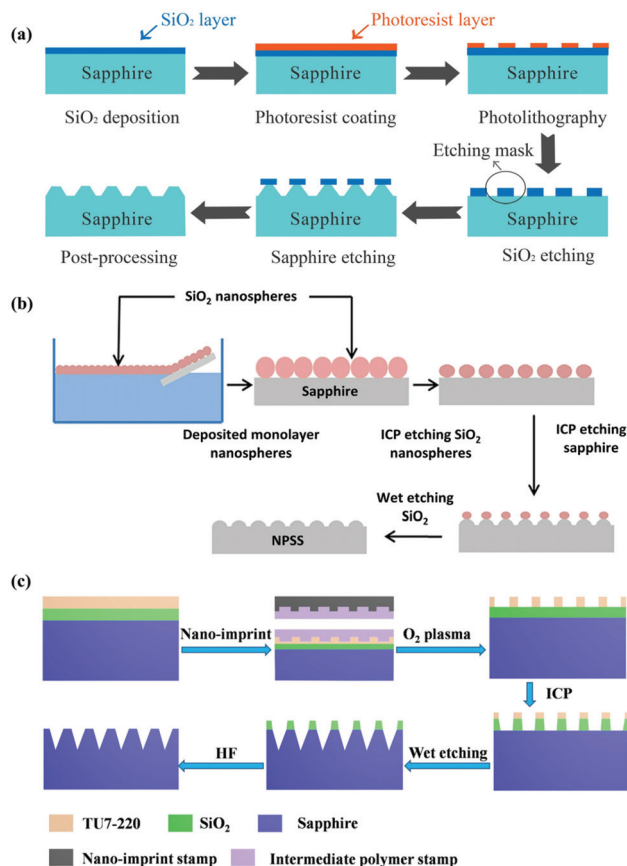 (a)
SiO₂ layer
Photoresist layer
Sapphire
Sapphire
Sapphire
SiO₂ deposition
Photoresist coating
Photolithography
Etching mask
Sapphire
Sapphire
Sapphire
Post-processing
Sapphire etching
SiO₂ etching
(b)
SiO₂ nanospheres
Sapphire
Deposited monolayer
nanospheres
ICP etching SiO₂
nanospheres
ICP etching
sapphire
Wet etching
SiO₂
NPSS
(c)
Nano-imprint
O₂ plasma
ICP
HF
Wet etching
TU7-220
SiO₂
Sapphire
Nano-imprint stamp
Intermediate polymer stamp